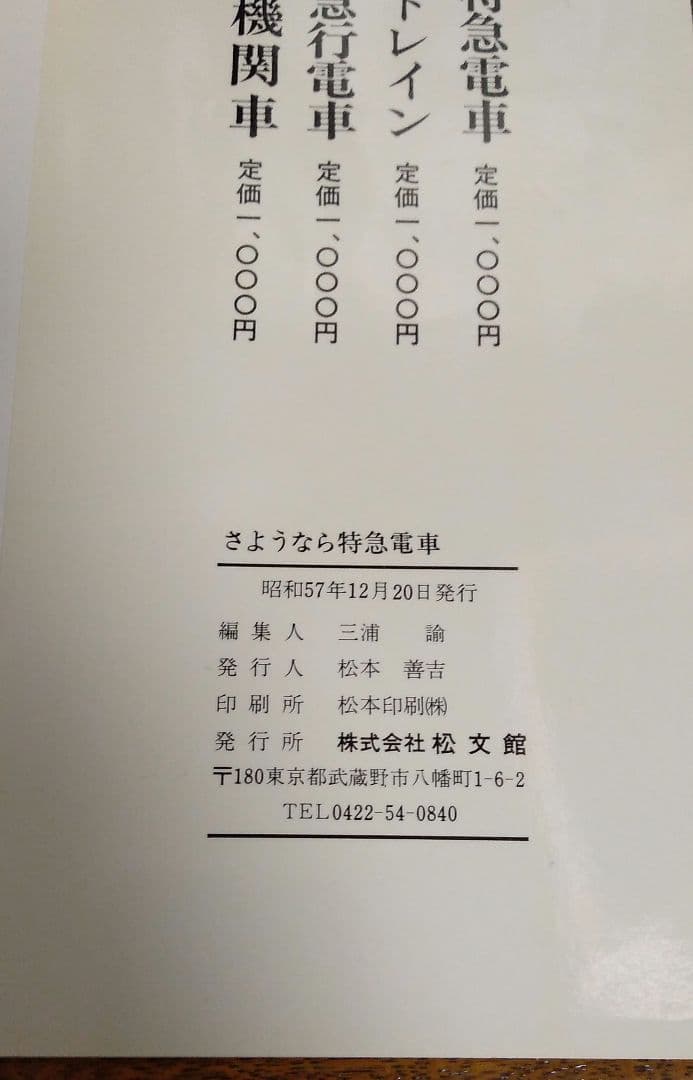 特急電車 定価一、〇〇〇円
トレイン 定価一、〇〇〇円
急行電車 定価一、〇〇〇円
機関車 定価一、〇〇〇円
さようなら特急電車
昭和57年12月20日発行
編集人 三浦 諭
発行人 松本 善吉
印刷所 松本印刷㈱
発行所 株式会社 松文館
〒180東京都武蔵野市八幡町1-6-2
TEL0422-54-0840